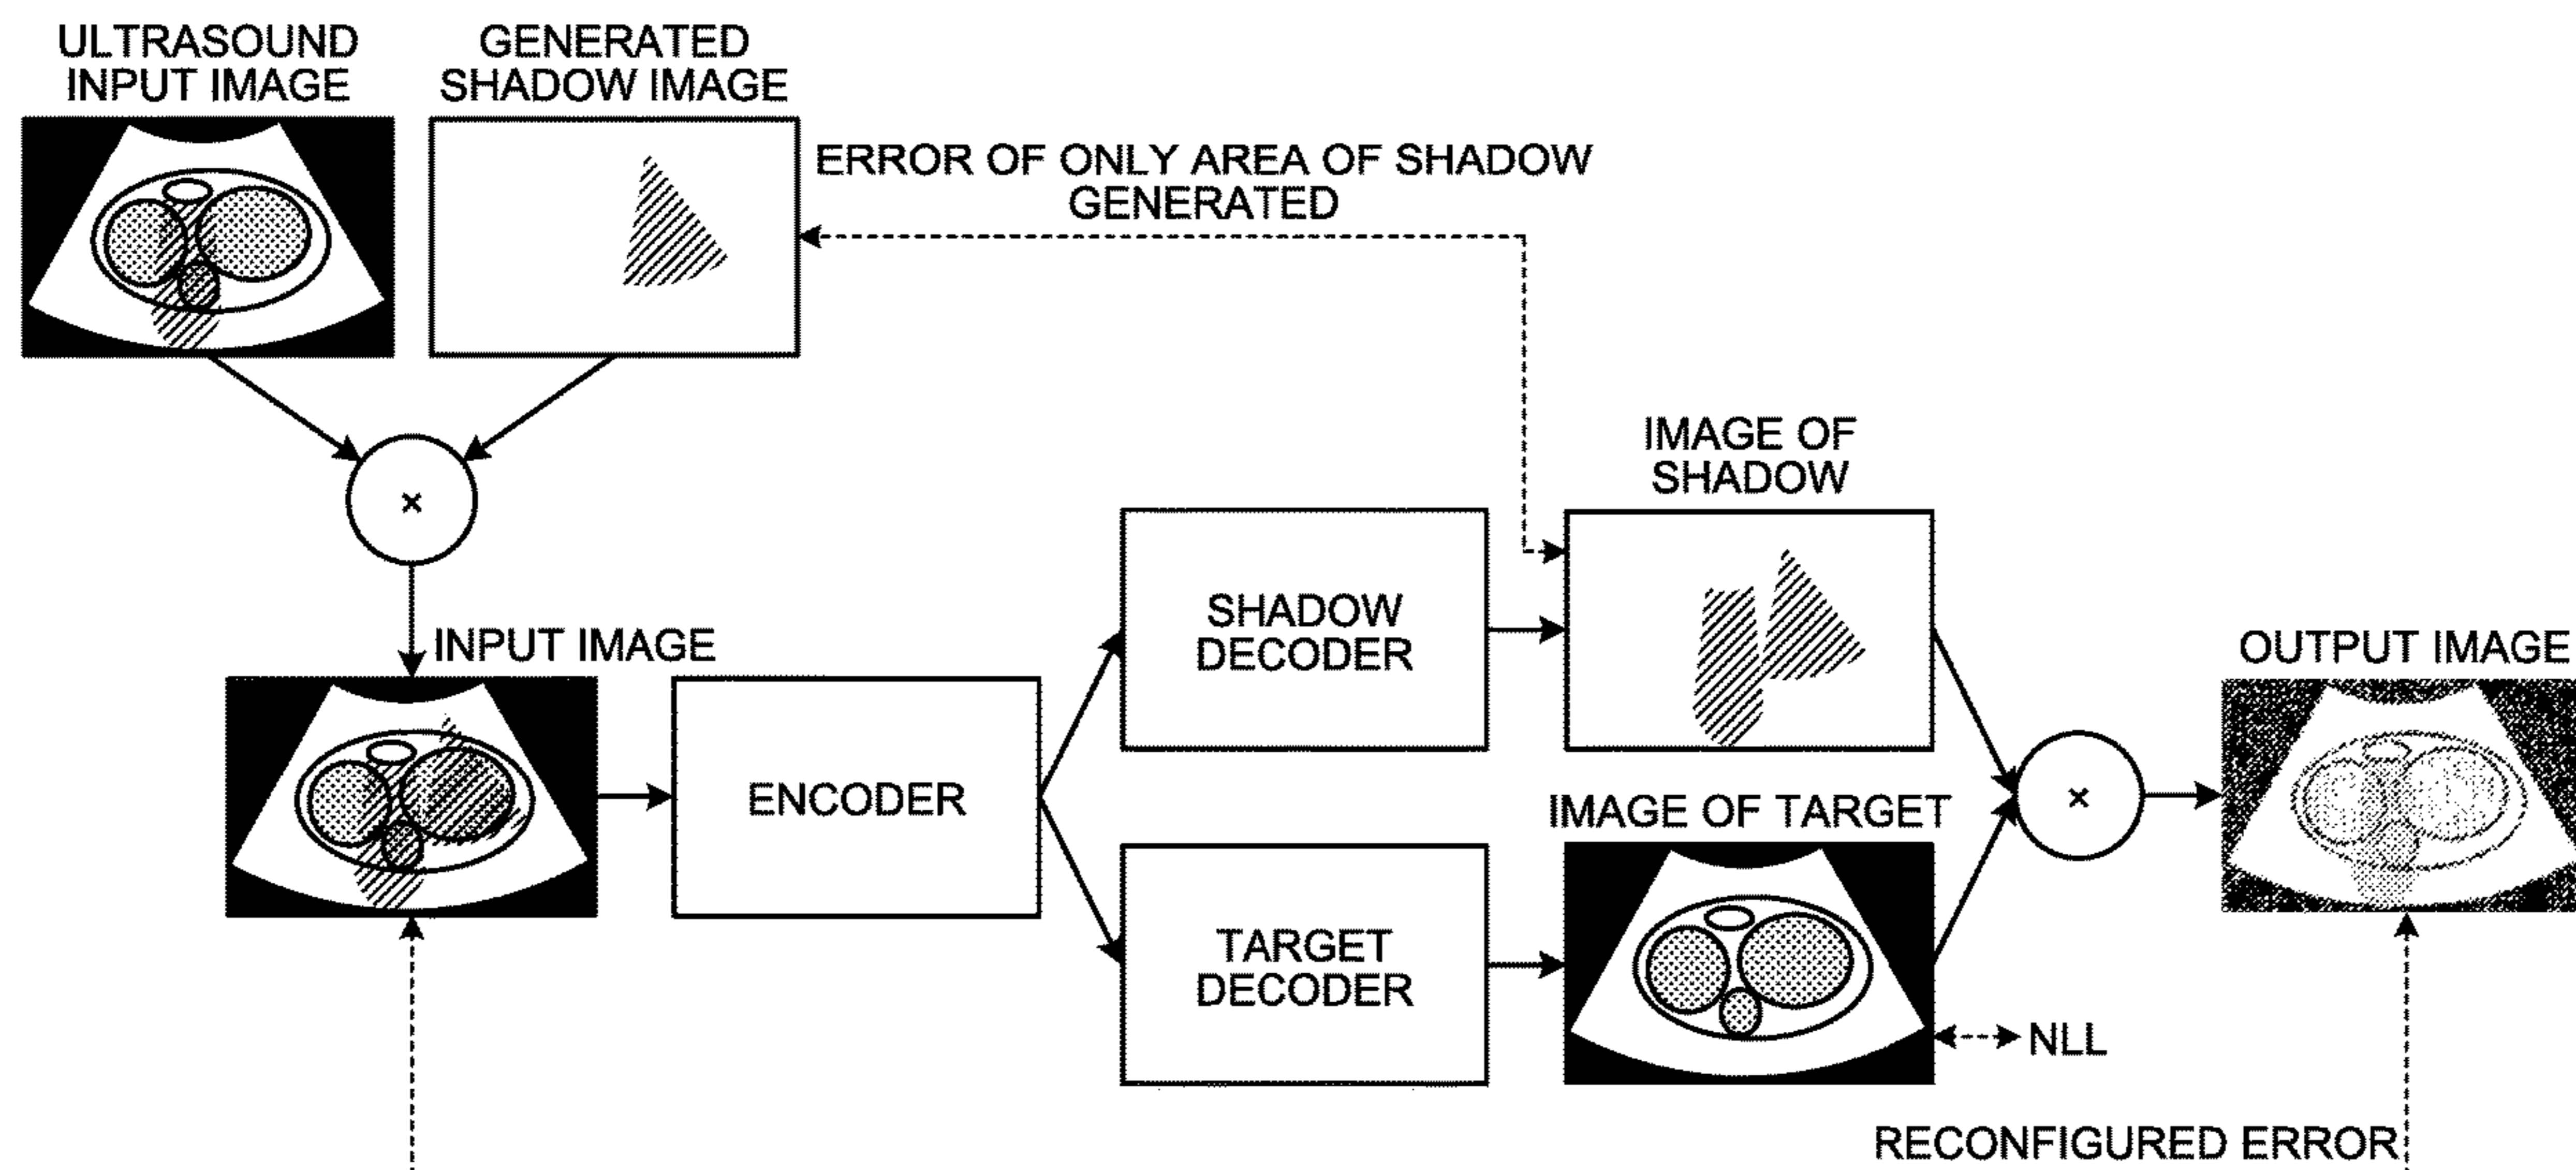 ULTRASOUND
INPUT IMAGE
GENERATED
SHADOW IMAGE
ERROR OF ONLY AREA OF SHADOW
GENERATED
×
INPUT IMAGE
ENCODER
SHADOW
DECODER
TARGET
DECODER
IMAGE OF
SHADOW
IMAGE OF TARGET
NLL
×
OUTPUT IMAGE
RECONFIGURED ERROR